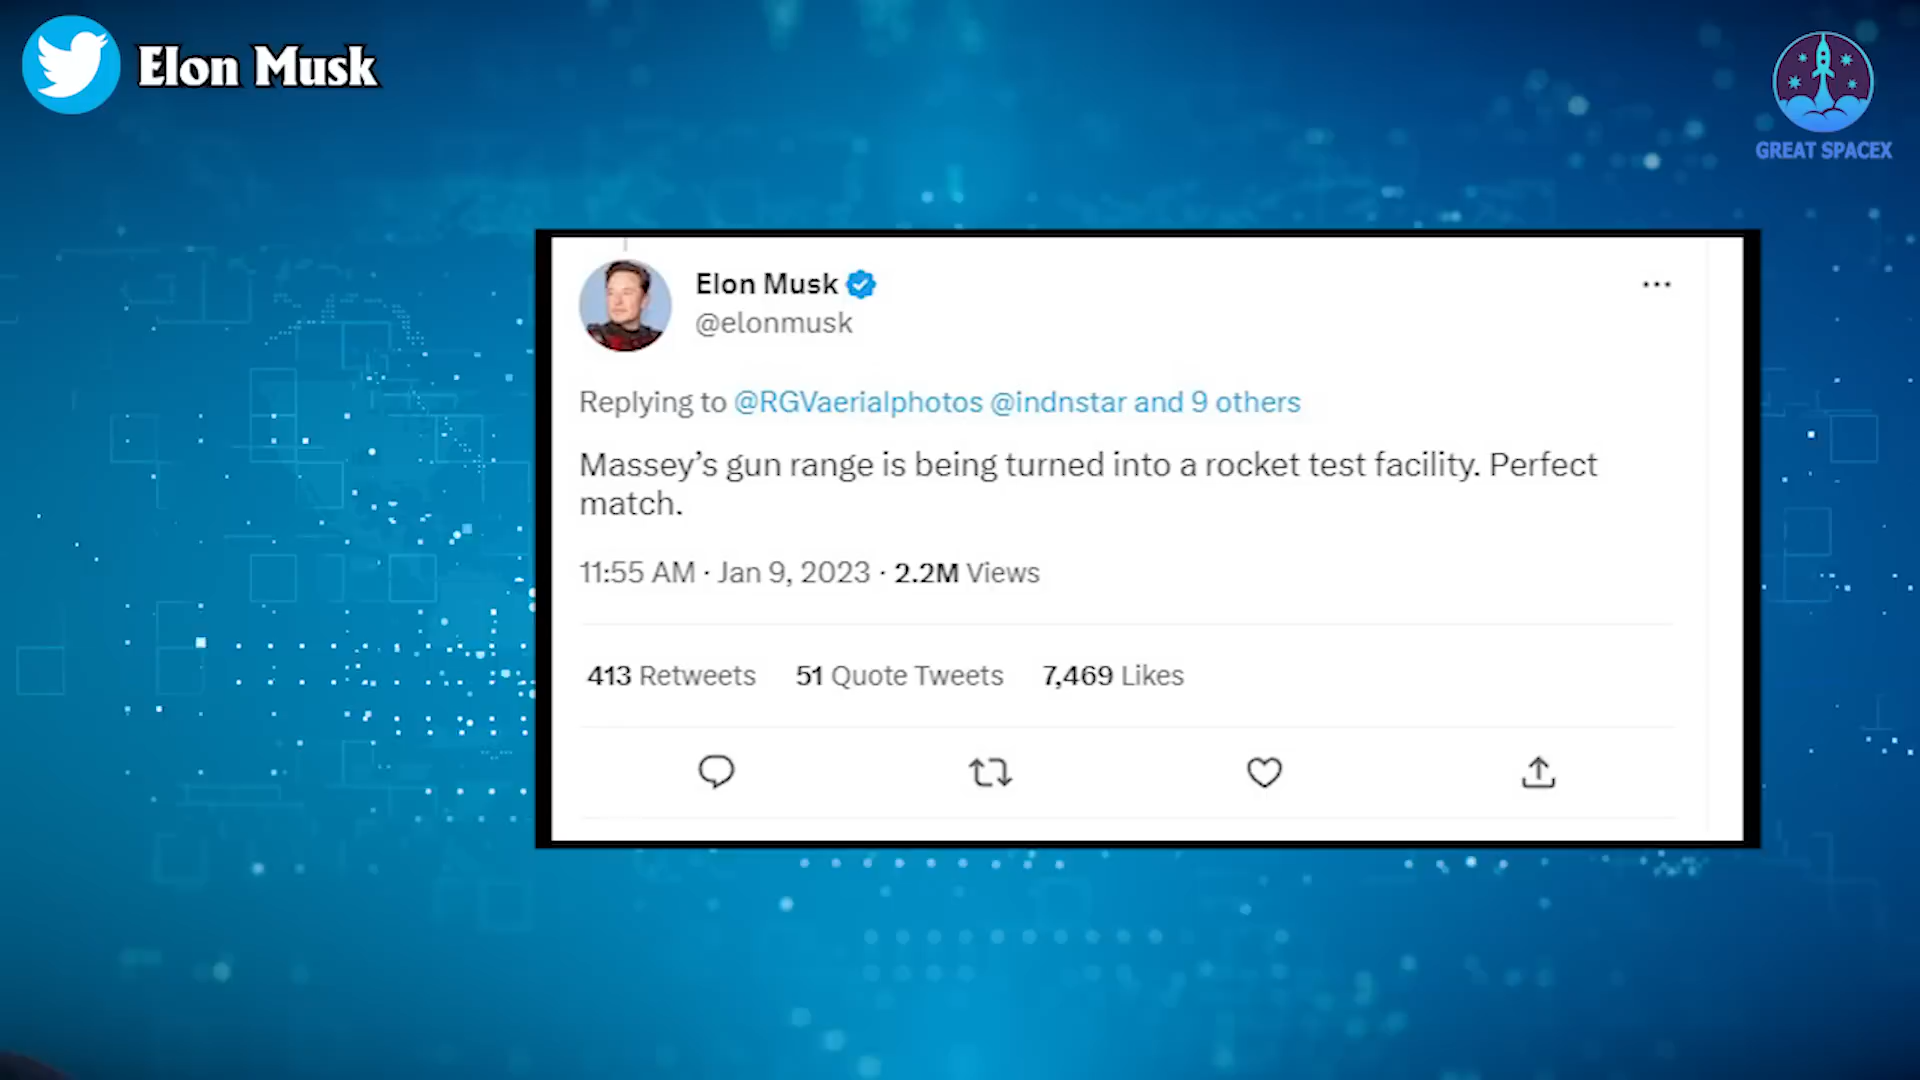 Elon Musk
GREAT SPACEX
Elon Musk
@elonmusk
Replying to @RGVaerialphotos @indnstar and 9 others
Massey’s gun range is being turned into a rocket test facility. Perfect
match.
11:55 AM · Jan 9, 2023 · 2.2M Views
413 Retweets 51 Quote Tweets 7,469 Likes